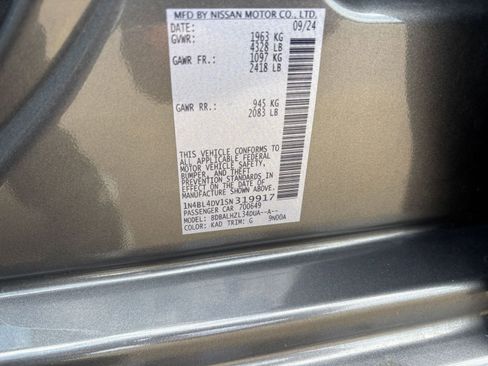 MFD BY NISSAN MOTOR CO., LTD.
DATE: 09/24
GVWR: 1963 KG
4328 LB
GAWR FR.: 1097 KG
2418 LB
GAWR RR.: 945 KG
2083 LB
THIS VEHICLE CONFORMS TO
ALL APPLICABLE FEDERAL
MOTOR VEHICLE SAFETY,
BUMPER, AND THEFT
PREVENTION STANDARDS IN
EFFECT ON THE DATE OF
MANUFACTURE SHOWN ABOVE.
1N4BL4DV1SN319917
PASSENGER CAR 700649
MODEL: BDBALHZL34DUA--A--
COLOR: KAD TRIM: G 9N00A